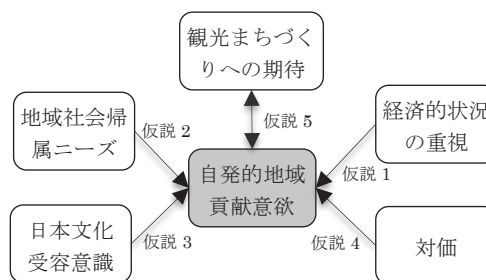 観光まちづく
りへの期待
地域社会帰
属ニーズ
仮説 2
仮説 5
経済的状況
の重視
自発的地域
貢献意欲
仮説 1
日本文化
受容意識
仮説 3
仮説 4
対価